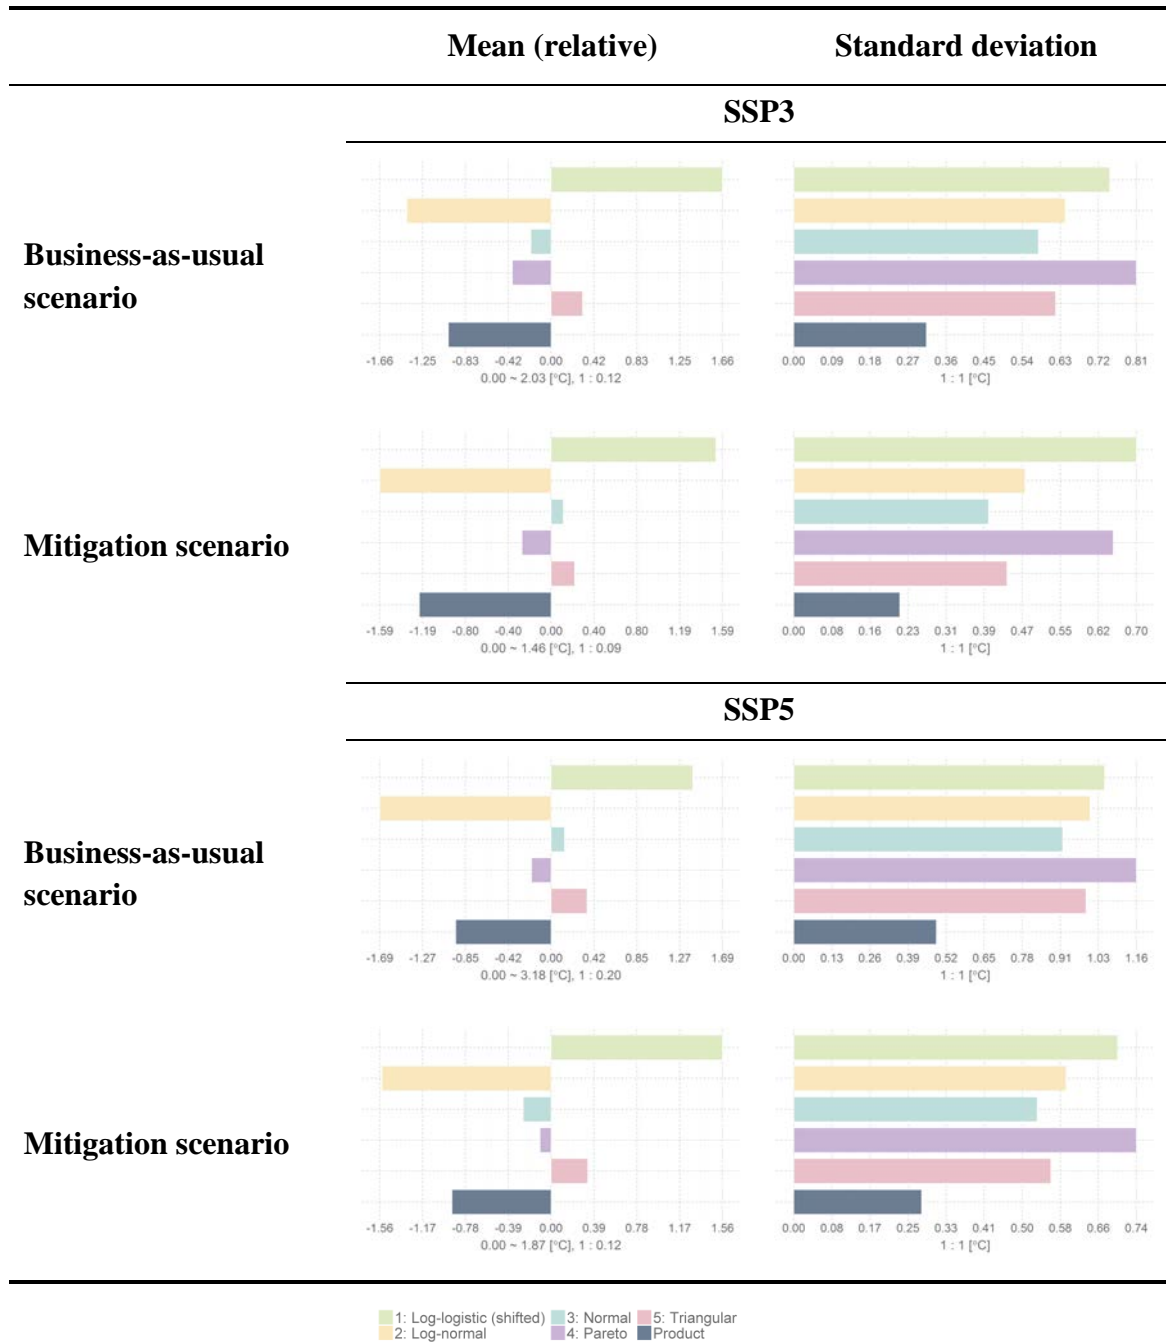 Mean (relative) Standard deviation
SSP3
Business-as-usual
scenario
-1.66 -1.25 -0.83 -0.42 0.00 0.42 0.83 1.25 1.66
0.00 ~ 2.03 [°C], 1 : 0.12
0.00 0.09 0.18 0.27 0.36 0.45 0.54 0.63 0.72 0.81
1 : 1 [°C]
Mitigation scenario
-1.59 -1.19 -0.80 -0.40 0.00 0.40 0.80 1.19 1.59
0.00 ~ 1.46 [°C], 1 : 0.09
0.00 0.08 0.16 0.23 0.31 0.39 0.47 0.55 0.62 0.70
1 : 1 [°C]
SSP5
Business-as-usual
scenario
-1.69 -1.27 -0.85 -0.42 0.00 0.42 0.85 1.27 1.69
0.00 ~ 3.18 [°C], 1 : 0.20
0.00 0.13 0.26 0.39 0.52 0.65 0.78 0.91 1.03 1.16
1 : 1 [°C]
Mitigation scenario
-1.56 -1.17 -0.78 -0.39 0.00 0.39 0.78 1.17 1.56
0.00 ~ 1.87 [°C], 1 : 0.12
0.00 0.08 0.17 0.25 0.33 0.41 0.50 0.58 0.66 0.74
1 : 1 [°C]
1: Log-logistic (shifted) 3: Normal 5: Triangular
2: Log-normal 4: Pareto Product